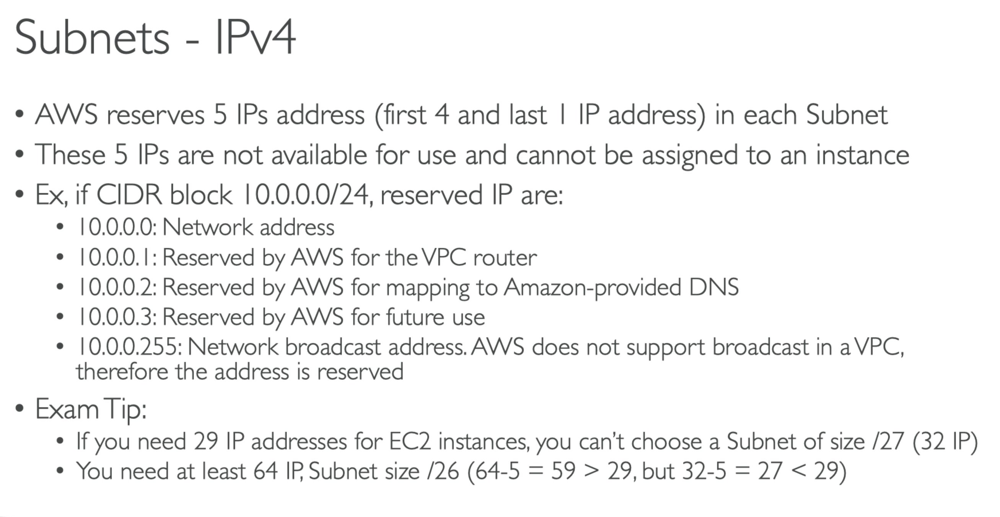 Subnets - IPv4
• AWS reserves 5 IPs address (first 4 and last 1 IP address) in each Subnet
• These 5 IPs are not available for use and cannot be assigned to an instance
• Ex, if CIDR block 10.0.0.0/24, reserved IP are:
• 10.0.0.0: Network address
• 10.0.0.1: Reserved by AWS for the VPC router
• 10.0.0.2: Reserved by AWS for mapping to Amazon-provided DNS
• 10.0.0.3: Reserved by AWS for future use
• 10.0.0.255: Network broadcast address. AWS does not support broadcast in a VPC,
therefore the address is reserved
• Exam Tip:
• If you need 29 IP addresses for EC2 instances, you can’t choose a Subnet of size /27 (32 IP)
• You need at least 64 IP, Subnet size /26 (64-5 = 59 > 29, but 32-5 = 27 < 29)